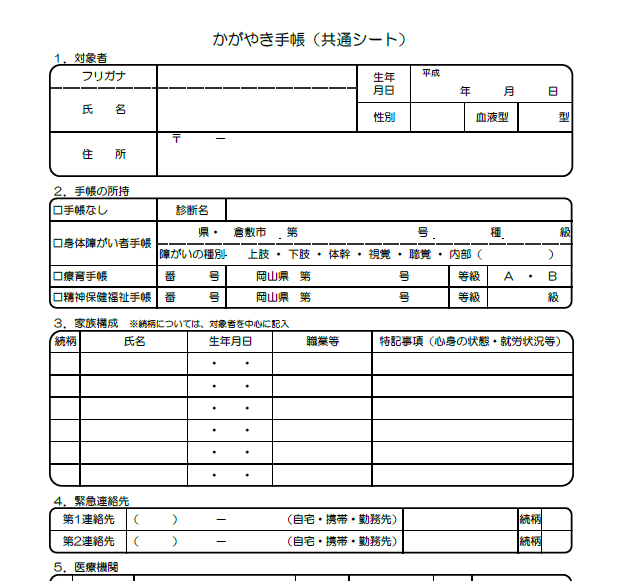 かがやき手帳（共通シート）
１．対象者
フリガナ
生年月日
平成
年　月　日
氏　名
性別
血液型
型
住　所
〒　ー
２．手帳の所持
□手帳なし　診断名
□身体障がい者手帳　県・　倉敷市　．第　号　．種　級
障がいの種別　上肢 ・ 下肢 ・ 体幹 ・ 視覚 ・ 聴覚 ・ 内部（　）
□療育手帳　番　号　岡山県　第　号　等級　Ａ ・ Ｂ
□精神保健福祉手帳　番　号　岡山県　第　号　等級　級
３．家族構成　※続柄については、対象者を中心に記入
続柄　氏名　生年月日　職業等　特記事項（心身の状態・就労状況等）
・　・
・　・
・　・
・　・
・　・
・　・
４．緊急連絡先
第１連絡先　（　）　ー　（自宅・携帯・勤務先）　続柄
第２連絡先　（　）　ー　（自宅・携帯・勤務先）　続柄
５．医療機関